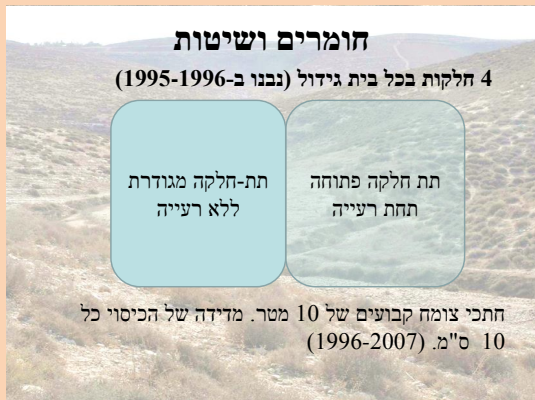 חומרים ושיטות
4 חלקות בכל בית גידול (נבנו ב-1995-1996)
תת חלקה פתוחה
תחת רעייה
תת-חלקה מגודרת
ללא רעייה
חתכי צומח קבועים של 10 מטר. מדידה של הכיסוי כל
10 ס"מ. (1996-2007)